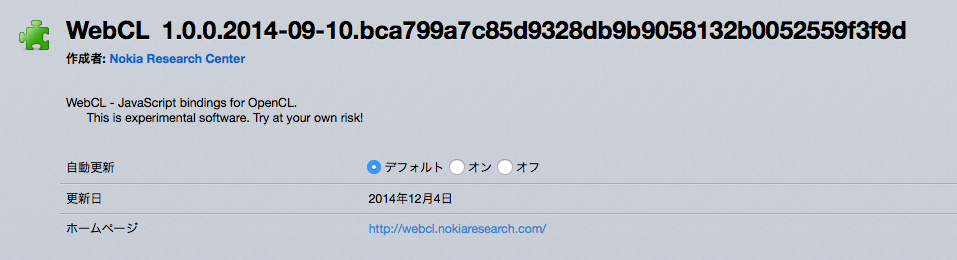 WebCL 1.0.0.2014-09-10.bca799a7c85d9328db9b9058132b0052559f3f9d
作成者: Nokia Research Center
WebCL - JavaScript bindings for OpenCL.
This is experimental software. Try at your own risk!
自動更新 デフォルト オン オフ
更新日 2014年12月4日
ホームページ http://webcl.nokiaresearch.com/